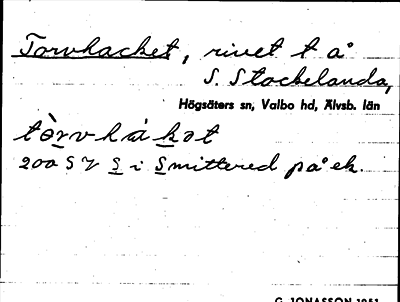 Torvhacket, rivet t å
S. Stockelanda,
Högsäters sn, Valbo hd, Älvsb. län
tòrvhákət
200 S V S i Smittered på ek.
G. JONASSON 1951